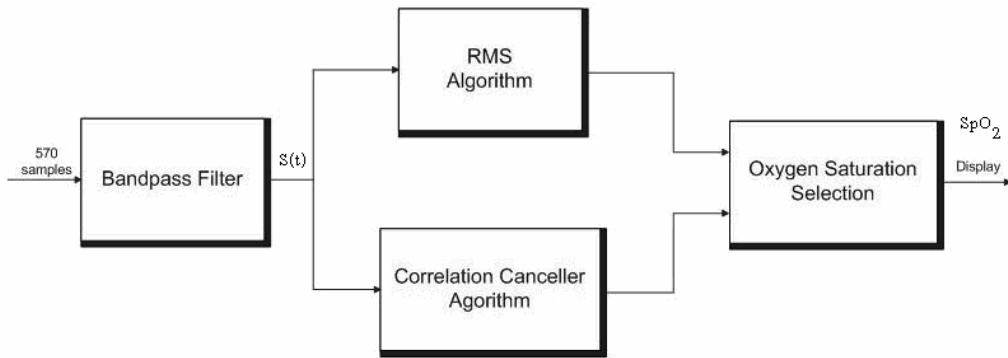 RMS
Algorithm
570
samples
Bandpass Filter
S(t)
Oxygen Saturation
Selection
SpO2
Display
Correlation Canceller
Agorithm